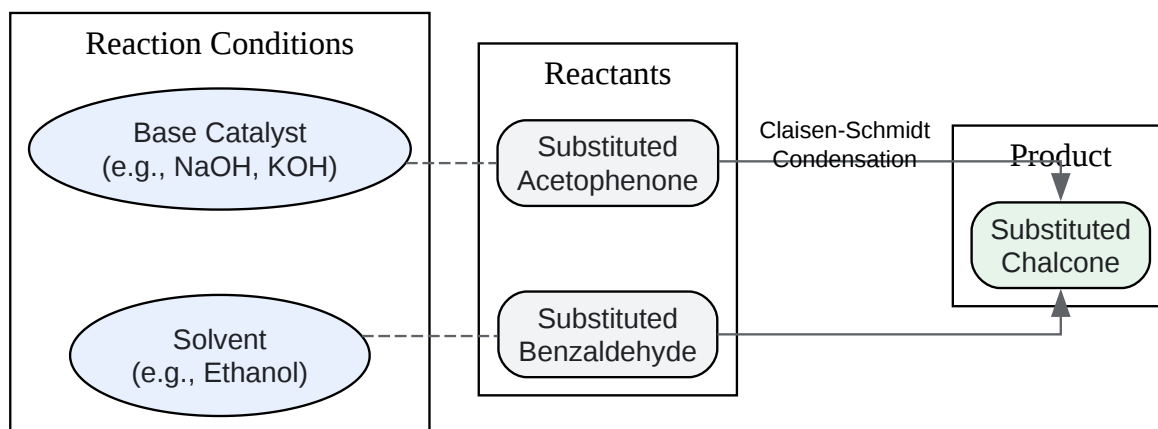 Reaction Conditions
Base Catalyst
(e.g., NaOH, KOH)
Solvent
(e.g., Ethanol)
Reactants
Substituted
Acetophenone
Substituted
Benzaldehyde
Claisen-Schmidt
Condensation
Product
Substituted
Chalcone